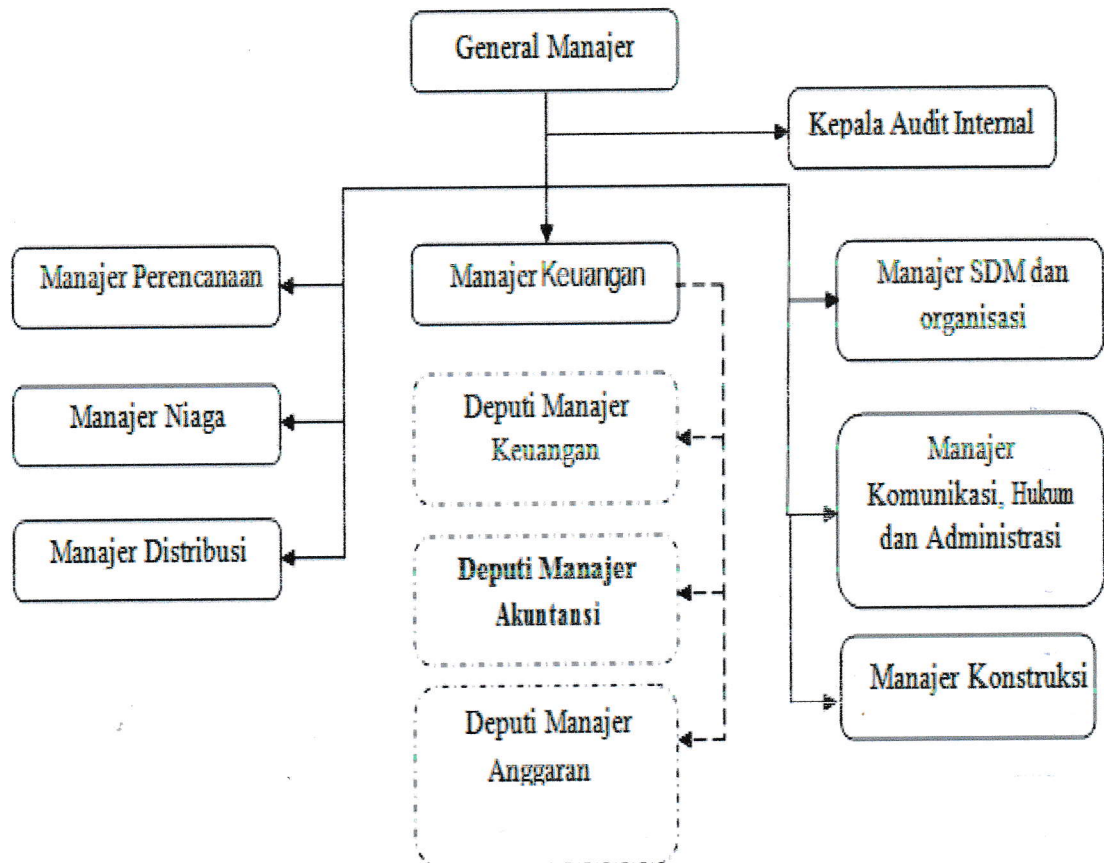 General Manajer
Kepala Audit Internal
Manajer Perencanaan
Manajer Keuangan
Manajer SDM dan
organisasi
Manajer Niaga
Deputi Manajer
Keuangan
Manajer
Komunikasi, Hukum
dan Administrasi
Manajer Distribusi
Deputi Manajer
Akuntansi
Manajer Konstruksi
Deputi Manajer
Anggaran